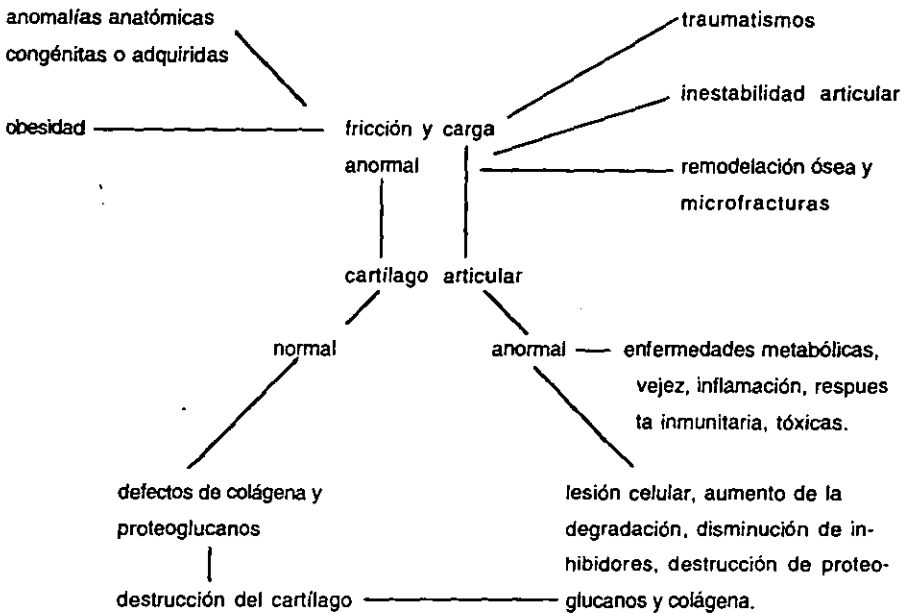 anomalías anatómicas
congénitas o adquiridas
traumatismos
inestabilidad articular
obesidad
fricción y carga
anormal
remodelación ósea y
microfracturas
cartílago articular
normal
anormal
enfermedades metabólicas,
vejez, inflamación, respues
ta inmunitaria, tóxicas.
defectos de colágena y
proteoglucanos
lesión celular, aumento de la
degradación, disminución de in-
hibidores, destrucción de proteo-
glucanos y colágena.
destrucción del cartílago